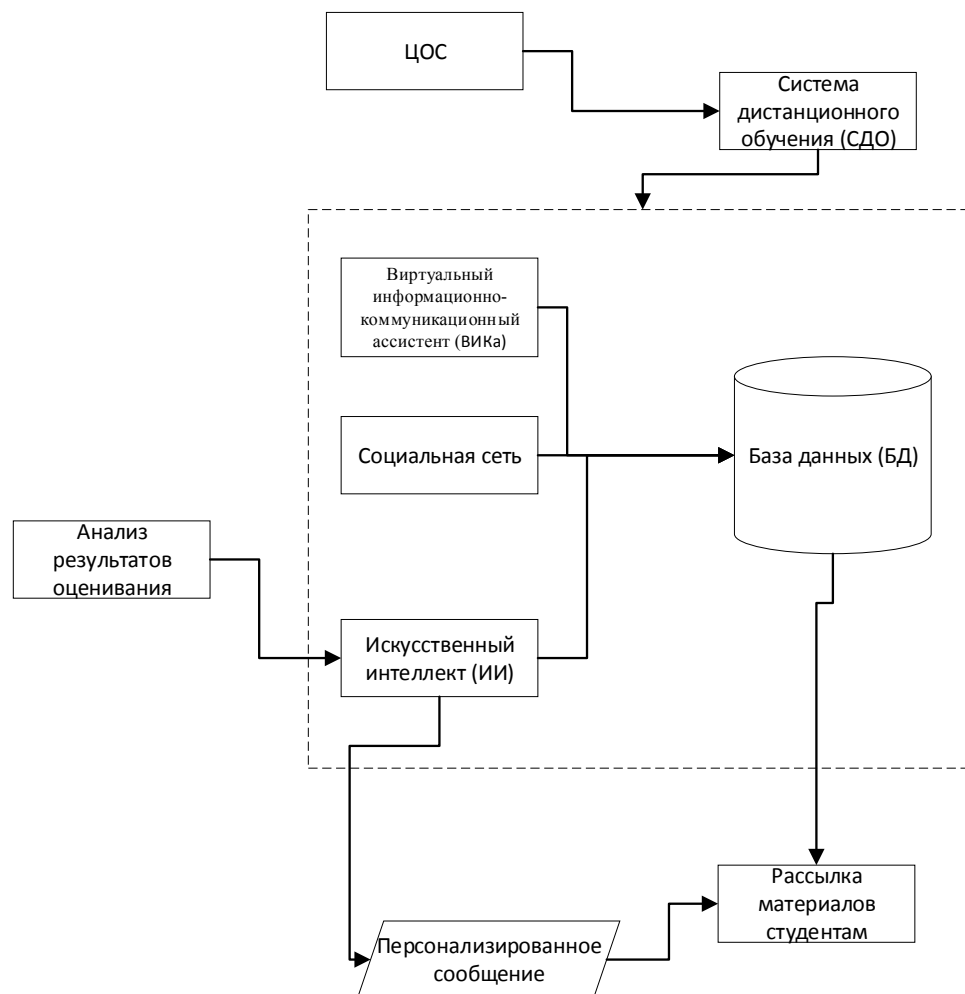 ЦОС
Система
дистанционного
обучения (СДО)
Виртуальный
информационно-
коммуникационный
ассистент (ВИКа)
Социальная сеть
База данных (БД)
Анализ
результатов
оценивания
Искусственный
интеллект (ИИ)
Рассылка
материалов
студентам
Персонализированное
сообщение